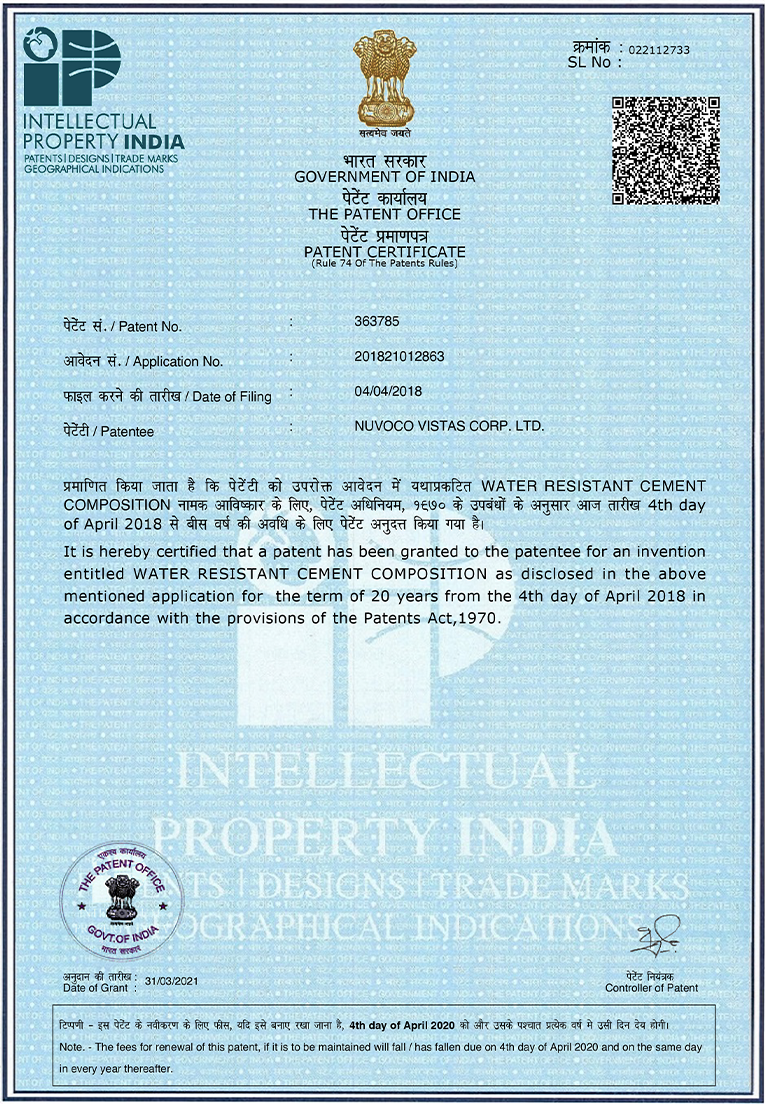 INTELLECTUAL
PROPERTY INDIA
PATENTS | DESIGNS | TRADE MARKS
GEOGRAPHICAL INDICATIONS
सत्यमेव जयते
क्रमांक : 022112733
SL No :
भारत सरकार
GOVERNMENT OF INDIA
पेटेंट कार्यालय
THE PATENT OFFICE
पेटेंट प्रमाणपत्र
PATENT CERTIFICATE
(Rule 74 Of The Patents Rules)
पेटेंट सं. / Patent No. : 363785
आवेदन सं. / Application No. : 201821012863
फाइल करने की तारीख / Date of Filing : 04/04/2018
पेटेंटी / Patentee : NUVOCO VISTAS CORP. LTD.
प्रमाणित किया जाता है कि पेटेंटी को उपरोक्त आवेदन में यथाप्रकटित WATER RESISTANT CEMENT
COMPOSITION नामक आविष्कार के लिए, पेटेंट अधिनियम, १९७० के उपबंधों के अनुसार आज तारीख 4th day
of April 2018 से बीस वर्ष की अवधि के लिए पेटेंट अनुदत्त किया गया है।
It is hereby certified that a patent has been granted to the patentee for an invention
entitled WATER RESISTANT CEMENT COMPOSITION as disclosed in the above
mentioned application for the term of 20 years from the 4th day of April 2018 in
accordance with the provisions of the Patents Act,1970.
INTELLECTUAL
PROPERTY INDIA
DESIGNS | TRADE MARKS
INDICATIONS
एकस्व कार्यालय
THE PATENT OFFICE
GOVT.OF INDIA
भारत सरकार
अनुदान की तारीख :
Date of Grant : 31/03/2021
पेटेंट नियंत्रक
Controller of Patent
टिप्पणी - इस पेटेंट के नवीकरण के लिए फीस, यदि इसे बनाए रखा जाना है, 4th day of April 2020 को और उसके पश्चात प्रत्येक वर्ष मे उसी दिन देय होगी।
Note. - The fees for renewal of this patent, if it is to be maintained will fall / has fallen due on 4th day of April 2020 and on the same day
in every year thereafter.